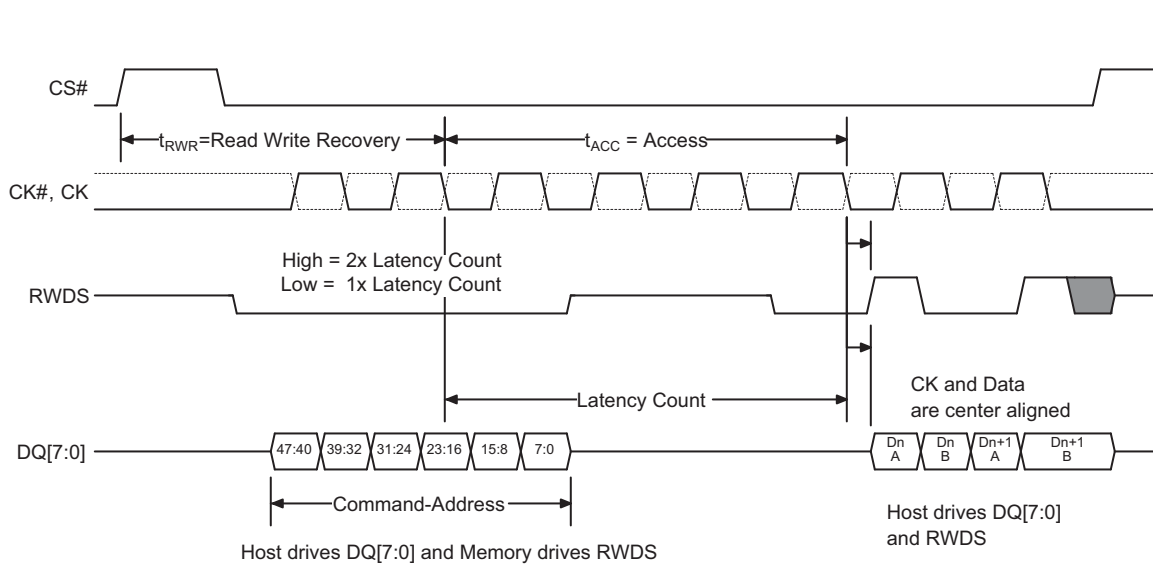 CS#
tRWR=Read Write Recovery
tACC = Access
CK#, CK
High = 2x Latency Count
Low = 1x Latency Count
RWDS
Latency Count
CK and Data
are center aligned
DQ[7:0]
47:40 39:32 31:24 23:16 15:8 7:0
Dn Dn Dn+1 Dn+1
A B A B
Command-Address
Host drives DQ[7:0]
and RWDS
Host drives DQ[7:0] and Memory drives RWDS